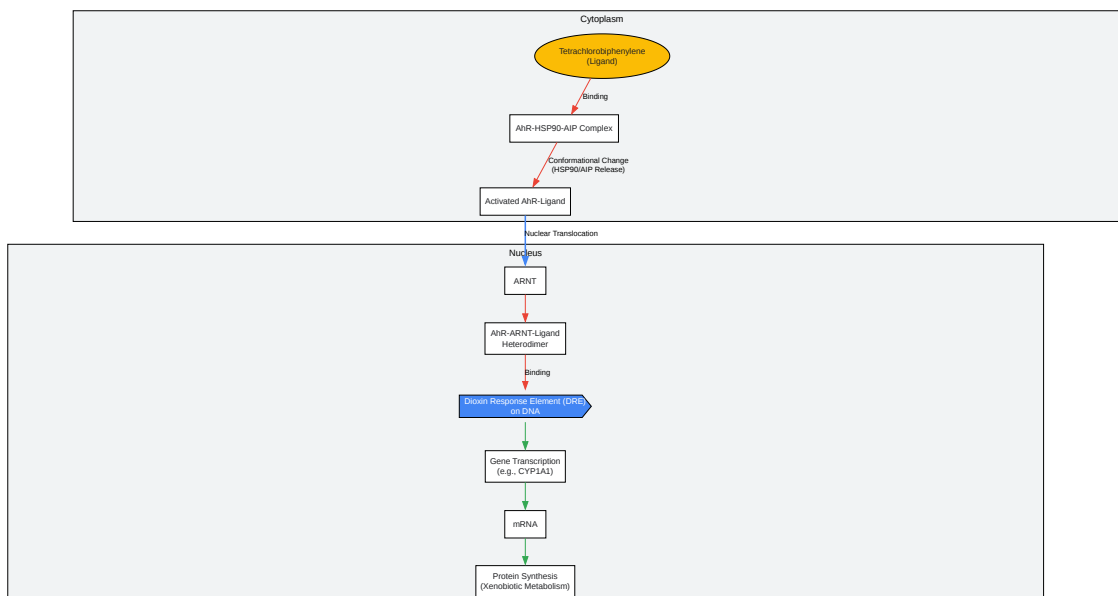 Cytoplasm
Tetrachlorobiphenylene
(Ligand)
Binding
AhR-HSP90-AIP Complex
Conformational Change
(HSP90/AIP Release)
Activated AhR-Ligand
Nuclear Translocation
Nucleus
ARNT
AhR-ARNT-Ligand
Heterodimer
Binding
Dioxin Response Element (DRE)
on DNA
Gene Transcription
(e.g., CYP1A1)
mRNA
Protein Synthesis
(Xenobiotic Metabolism)